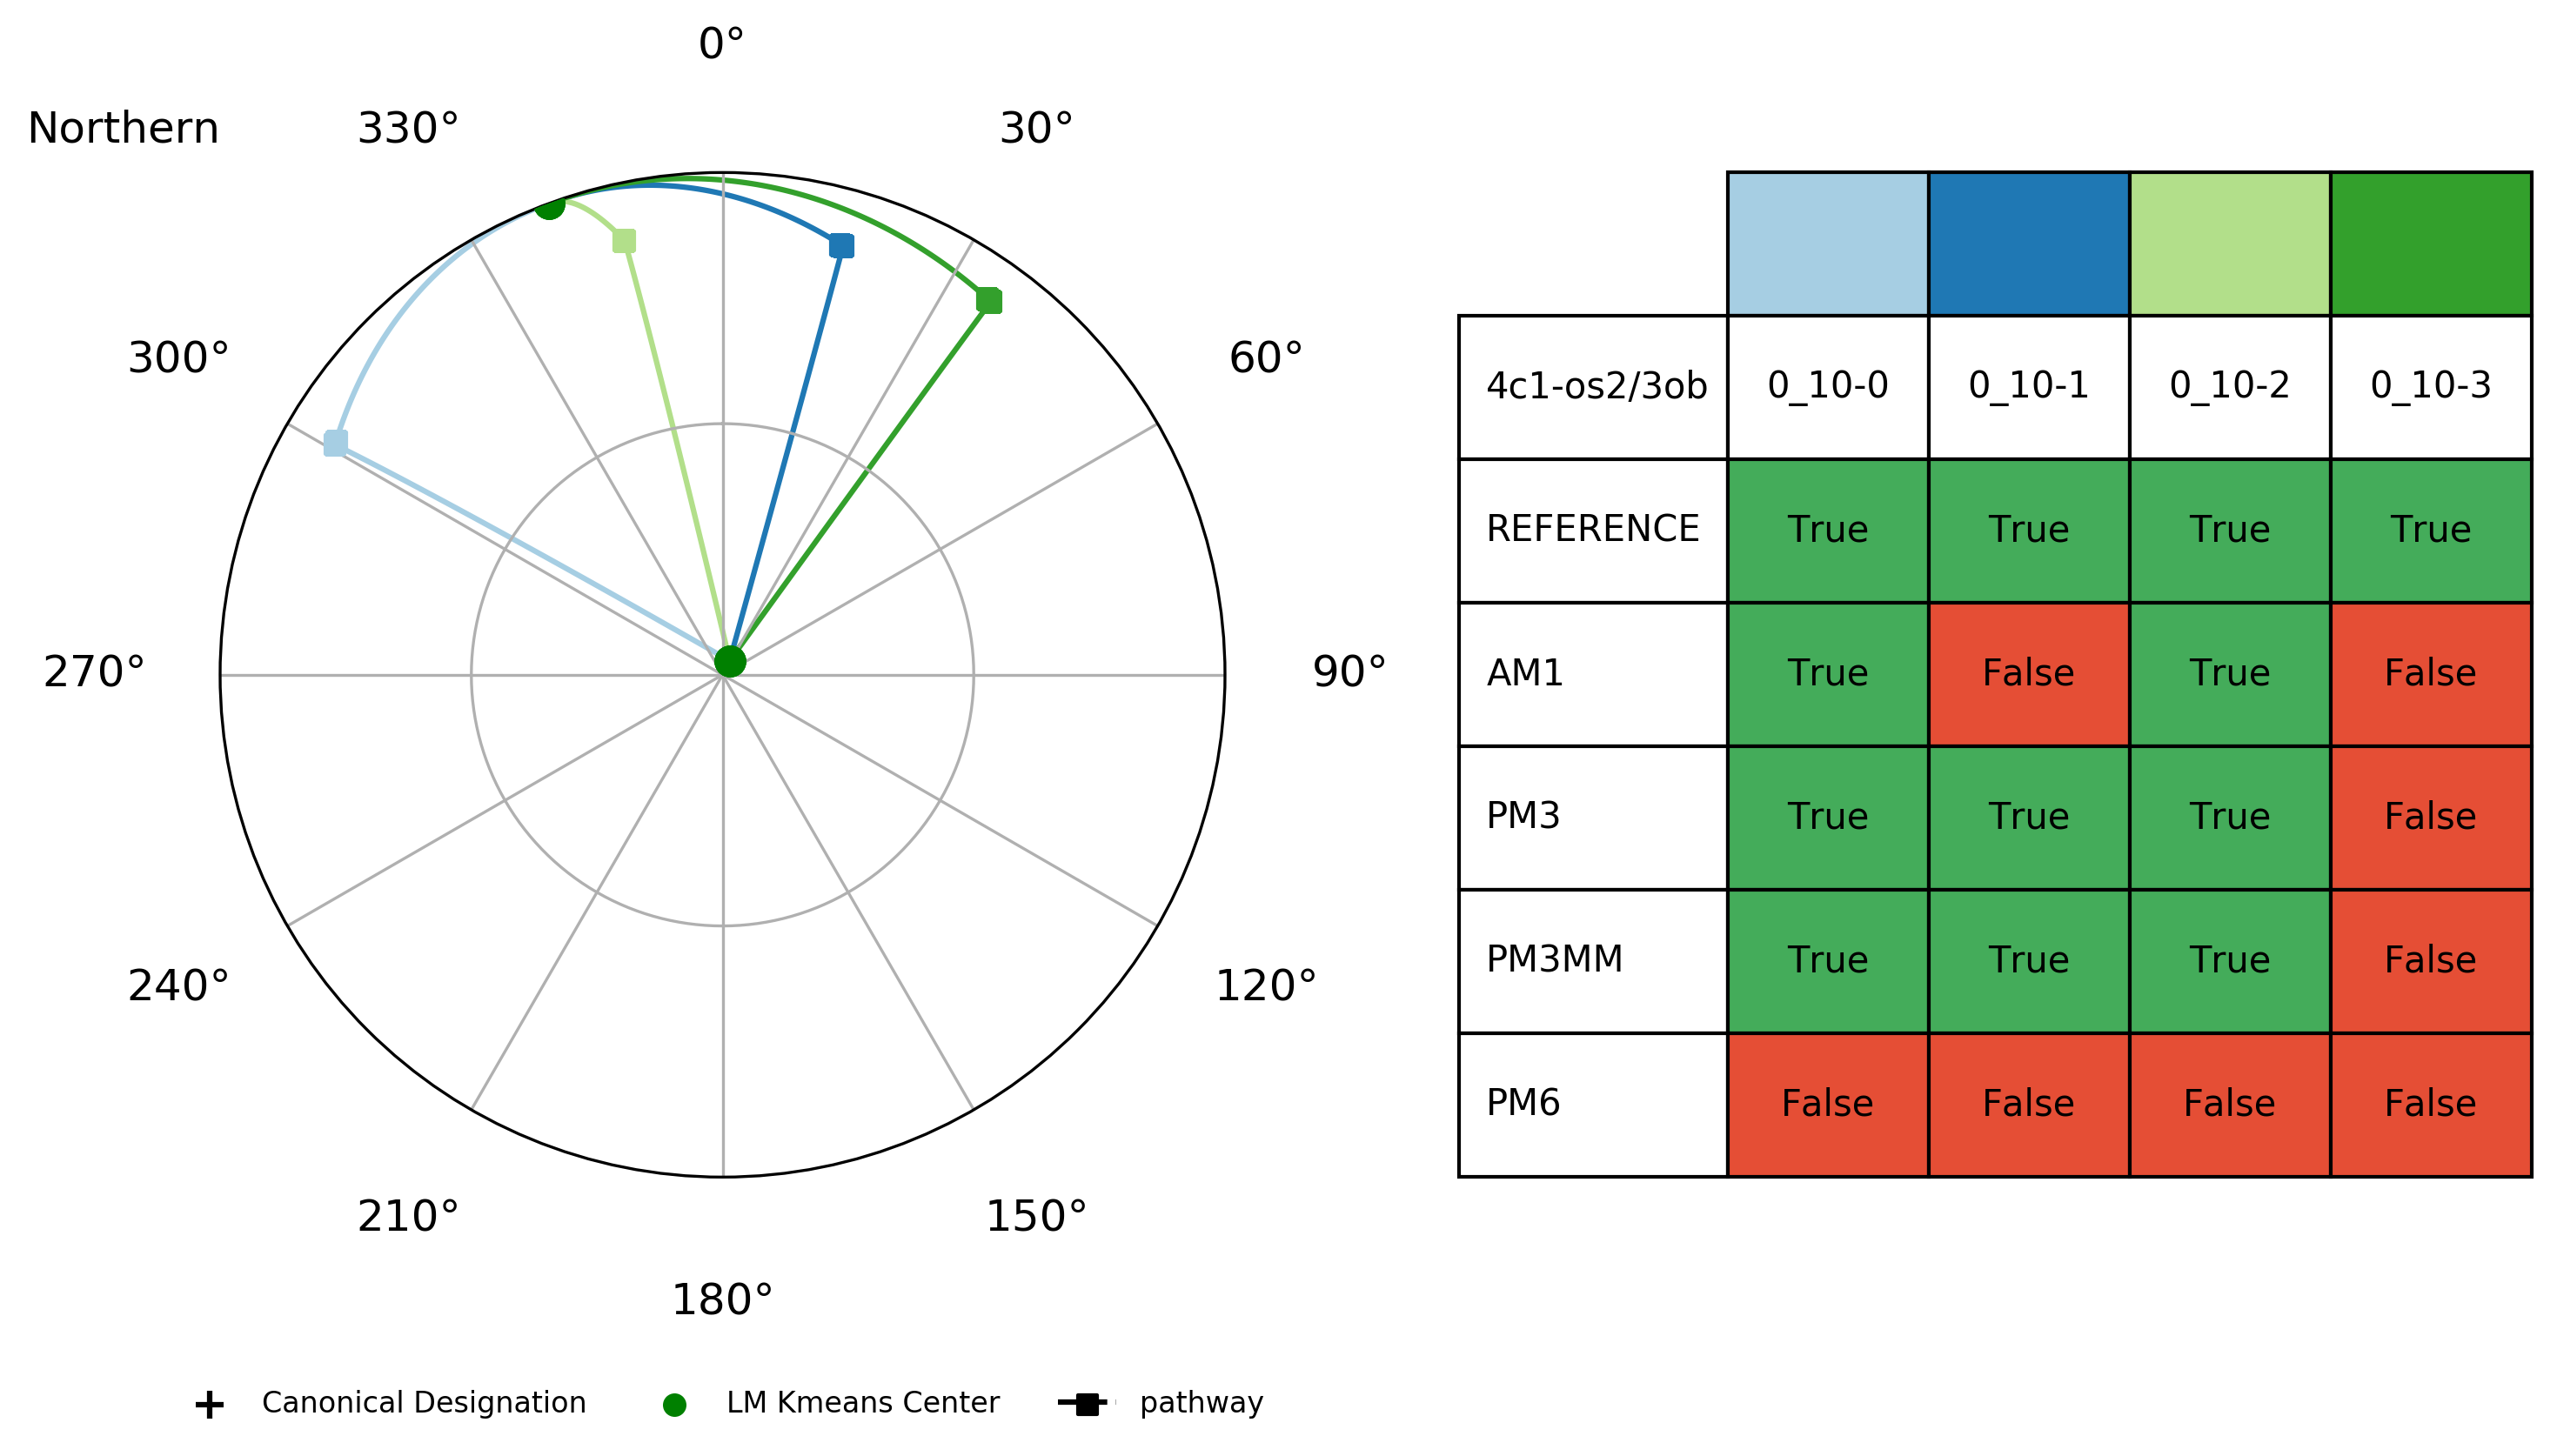 0°
Northern 330° 30°
300° 60°
270° 90°
240° 120°
210° 150°
180°
Canonical Designation LM Kmeans Center pathway
4c1-os2/3ob 0_10-0 0_10-1 0_10-2 0_10-3
REFERENCE True True True True
AM1 True False True False
PM3 True True True False
PM3MM True True True False
PM6 False False False False